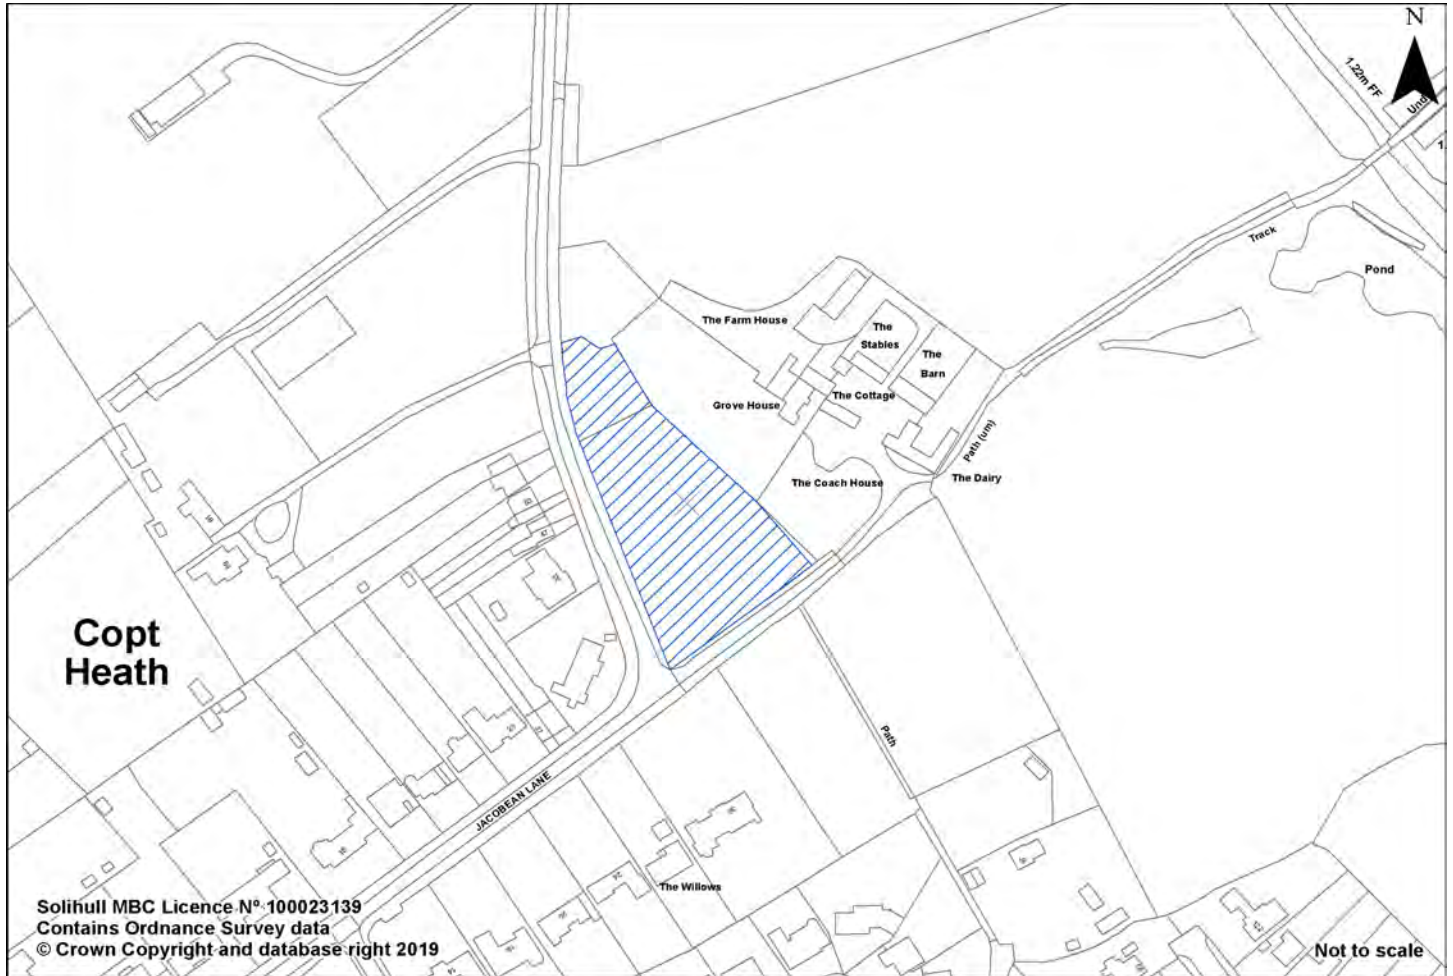 N
1.22m FF
Und
1.
Track
Pond
The Farm House
The
Stables
The
Barn
The Cottage
Grove House
Path (um)
The Coach House
The Dairy
Copt
Heath
Path
JACOBEAN LANE
The Willows
Solihull MBC Licence Nº 100023139
Contains Ordnance Survey data
© Crown Copyright and database right 2019
Not to scale